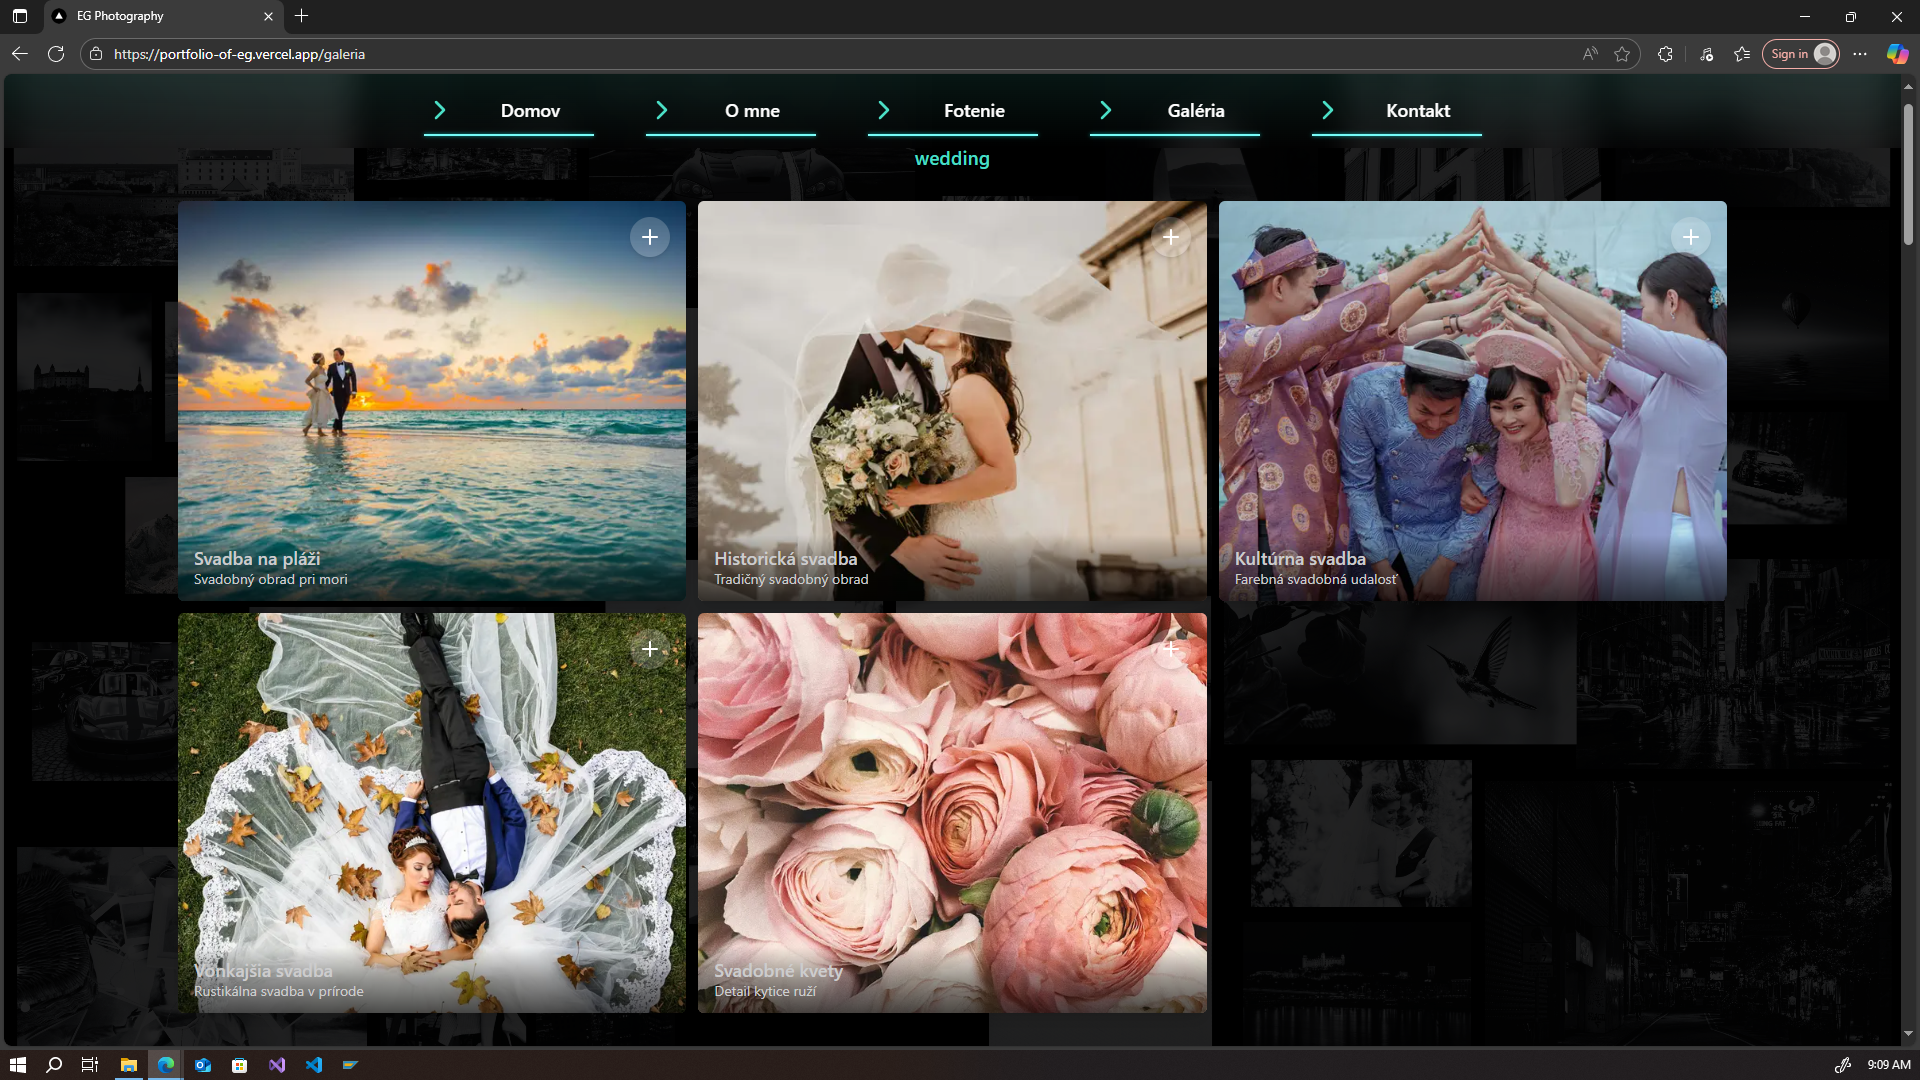 EG Photography
https://portfolio-of-eg.vercel.app/galeria
Sign in
Domov
O mne
Fotenie
Galéria
Kontakt
wedding
Svadba na pláži
Svadobný obrad pri mori
Historická svadba
Tradičný svadobný obrad
Kultúrna svadba
Farebná svadobná udalosť
Vonkajšia svadba
Rustikálna svadba v prírode
Svadobné kvety
Detail kytice ruží
9:09 AM